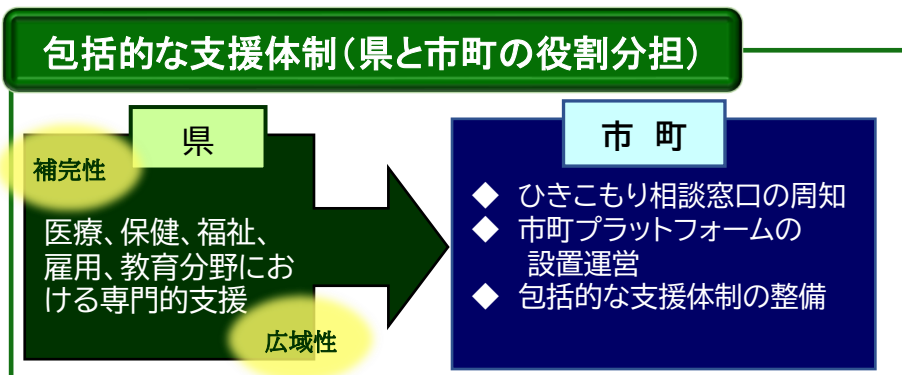 包括的な支援体制(県と市町の役割分担)
県
補完性
医療、保健、福祉、
雇用、教育分野にお
ける専門的支援
広域性
市 町
◆ ひきこもり相談窓口の周知
◆ 市町プラットフォームの
設置運営
◆ 包括的な支援体制の整備